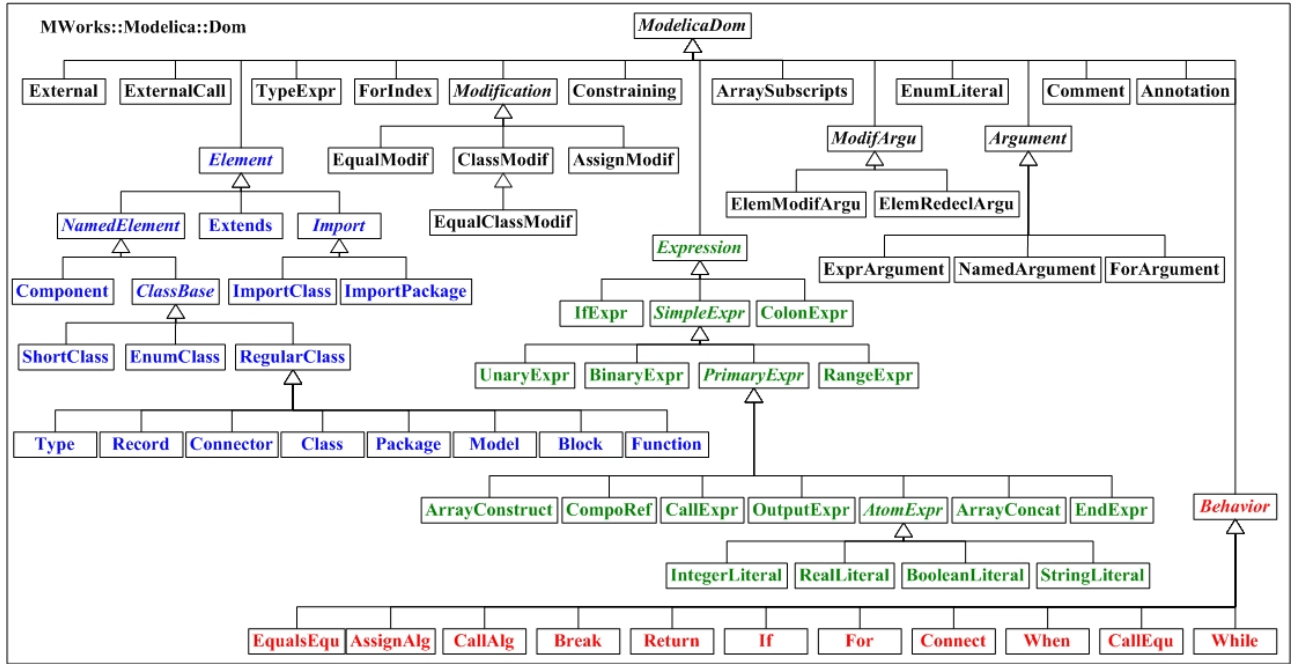 MWorks::Modelica::Dom
ModelicaDom
External ExternalCall TypeExpr ForIndex Modification Constraining ArraySubscripts EnumLiteral Comment Annotation
ModifArgu Argument
Element EqualModif ClassModif AssignModif
ElemModifArgu ElemRedeclArgu
NamedElement Extends Import EqualClassModif
Expression
ExprArgument NamedArgument ForArgument
Component ClassBase ImportClass ImportPackage
IfExpr SimpleExpr ColonExpr
ShortClass EnumClass RegularClass
UnaryExpr BinaryExpr PrimaryExpr RangeExpr
Type Record Connector Class Package Model Block Function
ArrayConstruct CompoRef CallExpr OutputExpr AtomExpr ArrayConcat EndExpr Behavior
IntegerLiteral RealLiteral BooleanLiteral StringLiteral
EqualsEqu AssignAlg CallAlg Break Return If For Connect When CallEqu While